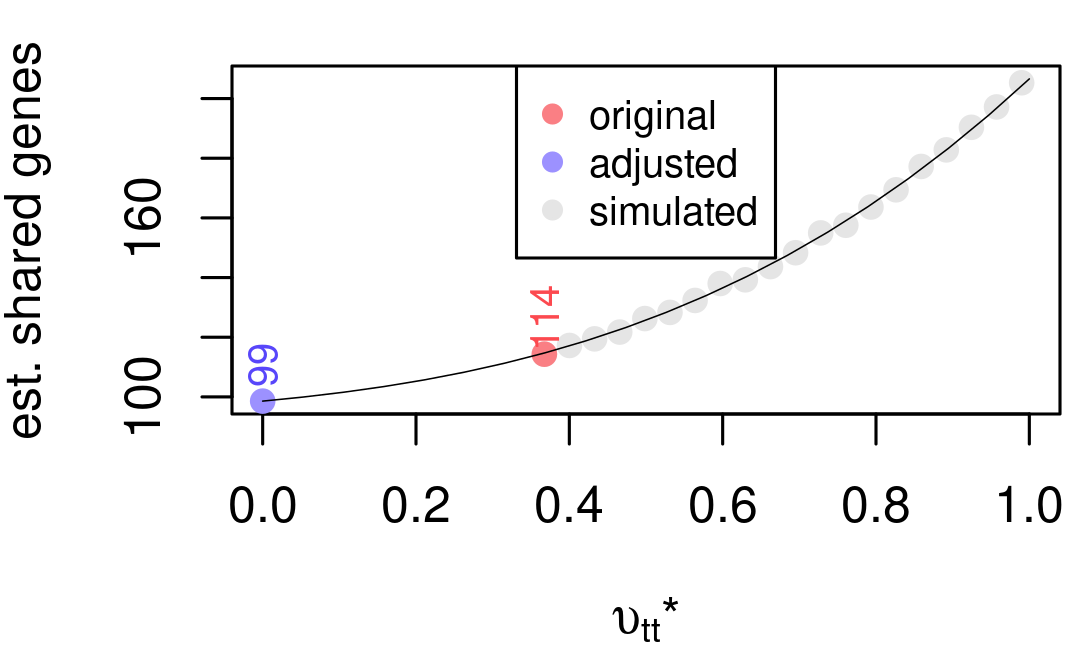 est. shared genes
160
100
original
adjusted
simulated
114
99
0.0 0.2 0.4 0.6 0.8 1.0
υtt*